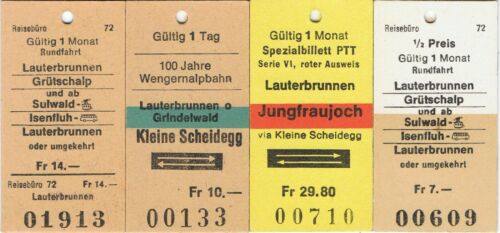 Reisebüro 72
Gültig 1 Monat
Rundfahrt
Lauterbrunnen
Grütschalp
und ab
Sulwald-
Isenfluh-
Lauterbrunnen
oder umgekehrt
Fr 14.—
Reisebüro 72 Fr 14.—
Lauterbrunnen
01913
Gültig 1 Tag
100 Jahre
Wengernalpbahn
Lauterbrunnen o
Grindelwald
Kleine Scheidegg
Fr 10.—
00133
Gültig 1 Monat
Spezialbillett PTT
Serie VI, roter Ausweis
Lauterbrunnen
Jungfraujoch
via Kleine Scheidegg
Fr 29.80
00710
Reisebüro 72
½ Preis
Gültig 1 Monat
Rundfahrt
Lauterbrunnen
Grütschalp
und ab
Sulwald-
Isenfluh-
Lauterbrunnen
oder umgekehrt
Fr 7.—
00609